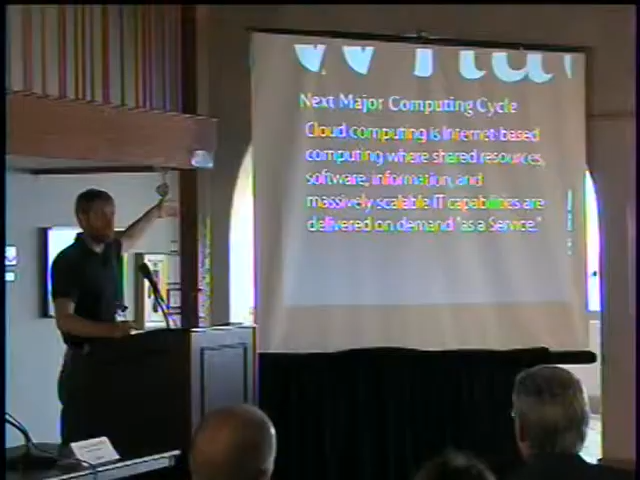 Next Major Computing Cycle
Cloud computing is Internet-based
computing where shared resources,
software, information, and
massively scalable IT capabilities are
delivered on demand "as a Service."